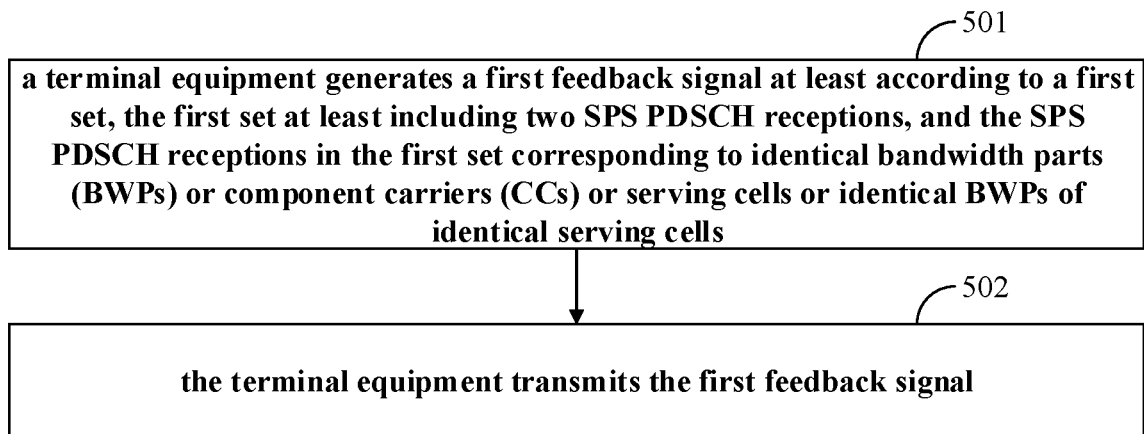 501
a terminal equipment generates a first feedback signal at least according to a first
set, the first set at least including two SPS PDSCH receptions, and the SPS
PDSCH receptions in the first set corresponding to identical bandwidth parts
(BWPs) or component carriers (CCs) or serving cells or identical BWPs of
identical serving cells
502
the terminal equipment transmits the first feedback signal